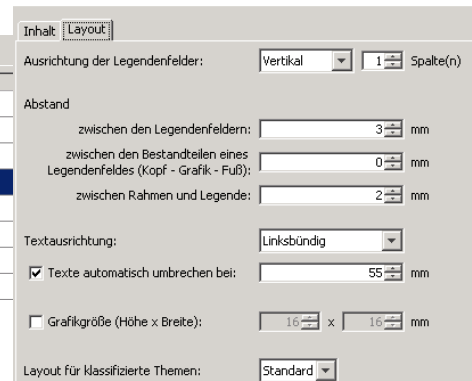 Inhalt Layout
Ausrichtung der Legendenfelder: Vertikal 1 Spalte(n)
Abstand
zwischen den Legendenfeldern: 3 mm
zwischen den Bestandteilen eines
Legendenfeldes (Kopf - Grafik - Fuß): 0 mm
zwischen Rahmen und Legende: 2 mm
Textausrichtung: Linksbündig
Texte automatisch umbrechen bei: 55 mm
Grafikgröße (Höhe x Breite): 16 x 16 mm
Layout für klassifizierte Themen: Standard